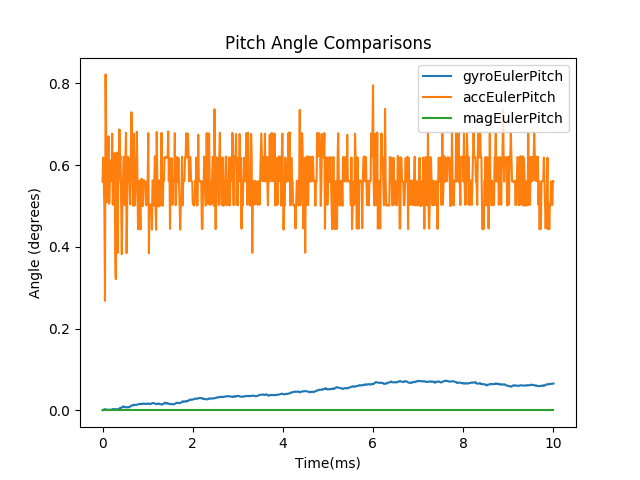 Pitch Angle Comparisons
gyroEulerPitch
accEulerPitch
magEulerPitch
Angle (degrees)
0.8
0.6
0.4
0.2
0.0
0
2
4
6
8
10
Time(ms)